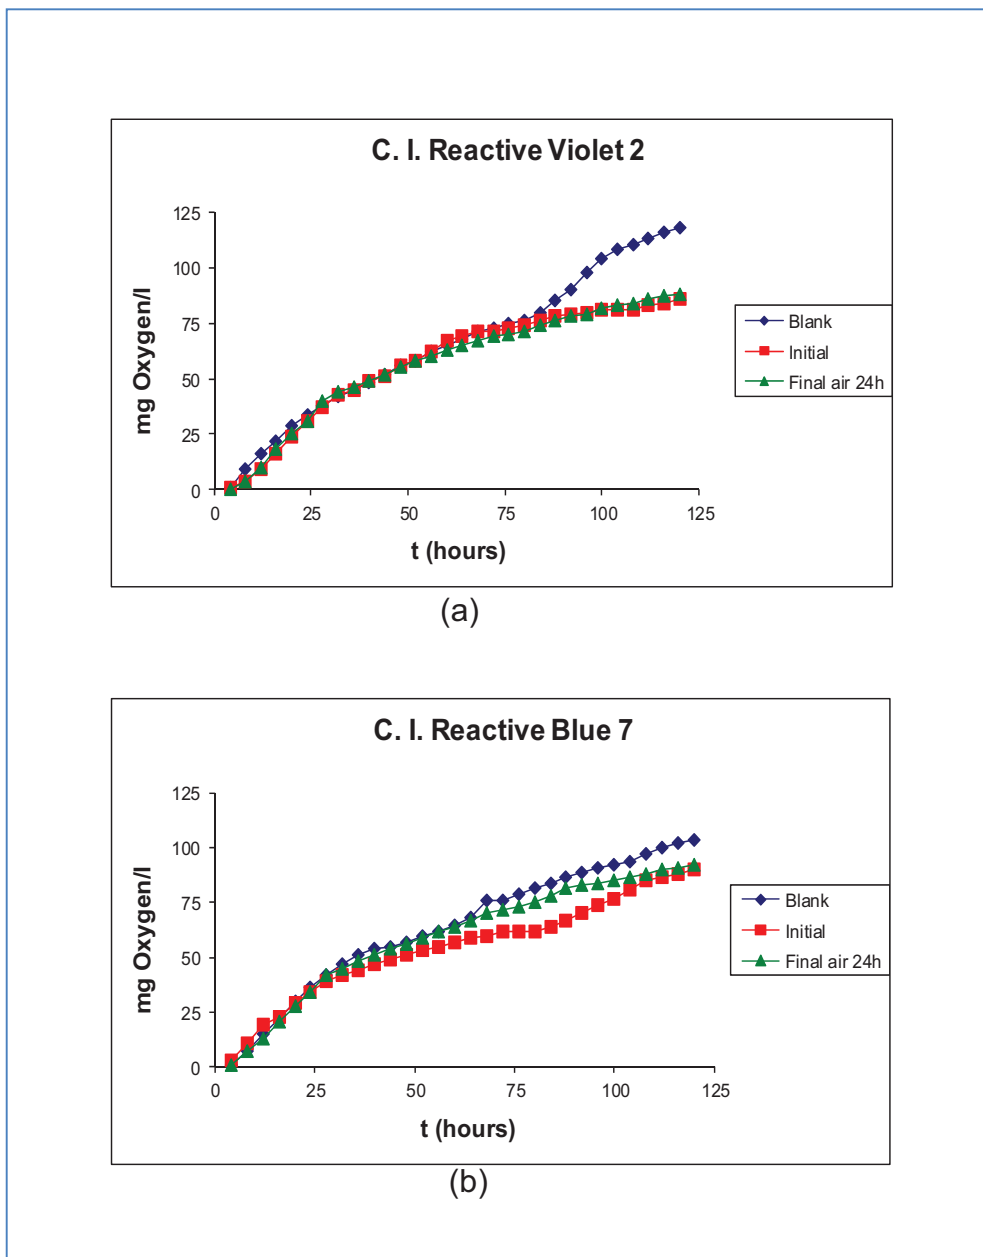 C. I. Reactive Violet 2
125
100
75
50
25
0
mg Oxygen/l
0 25 50 75 100 125
t (hours)
Blank
Initial
Final air 24h
(a)
C. I. Reactive Blue 7
125
100
75
50
25
0
mg Oxygen/l
0 25 50 75 100 125
t (hours)
Blank
Initial
Final air 24h
(b)